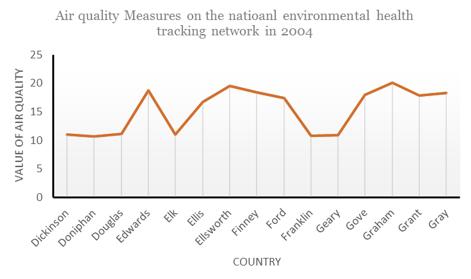 Air quality Measures on the natioanl environmental health
tracking network in 2004
VALUE OF AIR QUALITY
25
20
15
10
5
0
Dickinson
Doniphan
Douglas
Edwards
Elk
Ellis
Ellsworth
Finney
Ford
Franklin
Geary
Gove
Graham
Grant
Gray
COUNTRY